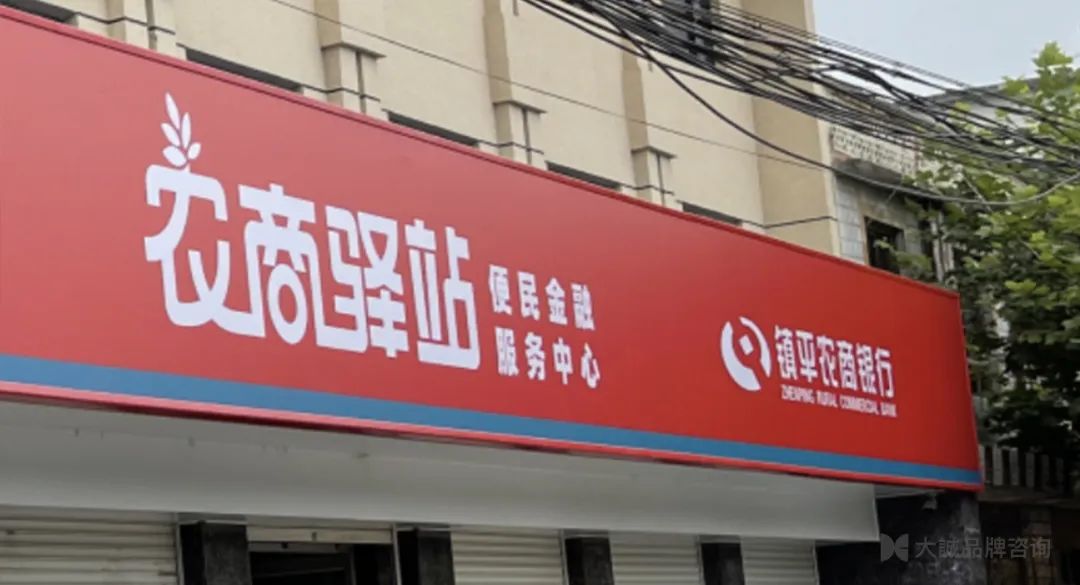 农商驿站
便民金融
服务中心
镇平农商银行
ZHENPING RURAL COMMERCIAL BANK
大誠品牌咨询